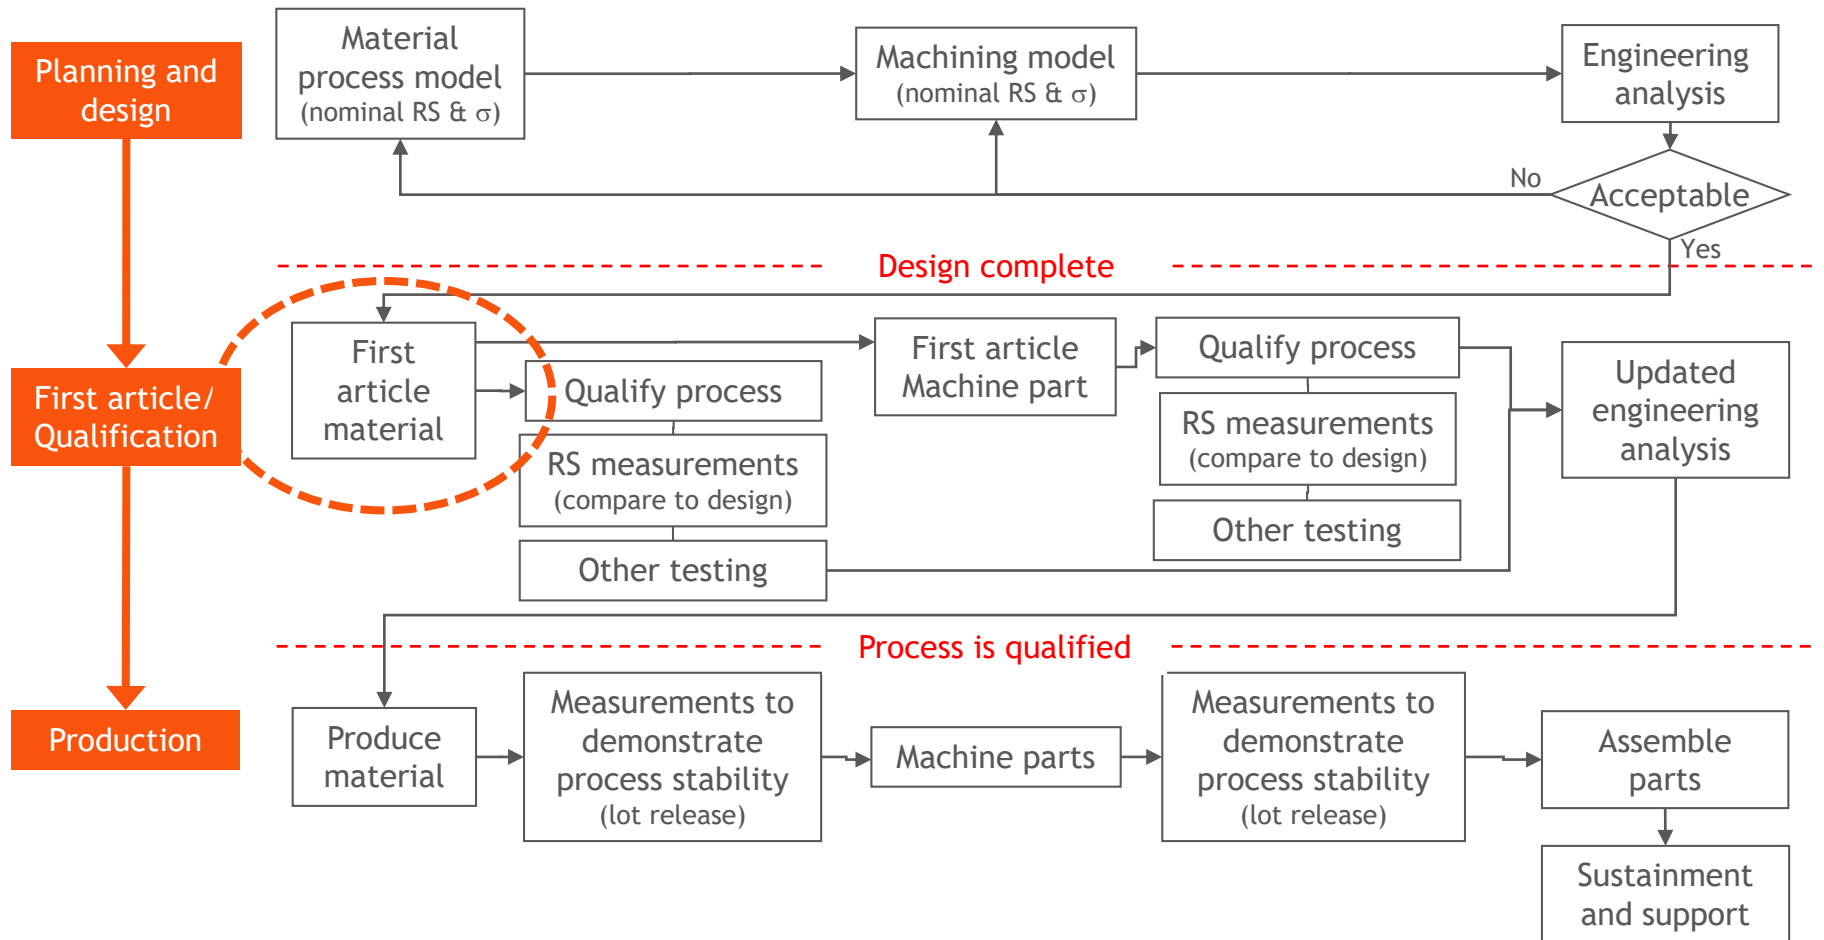 Planning and
design
Material
process model
(nominal RS & σ)
Machining model
(nominal RS & σ)
Engineering
analysis
No
Acceptable
Yes
Design complete
First article/
Qualification
First
article
material
Qualify process
RS measurements
(compare to design)
Other testing
First article
Machine part
Qualify process
RS measurements
(compare to design)
Other testing
Updated
engineering
analysis
Process is qualified
Production
Produce
material
Measurements to
demonstrate
process stability
(lot release)
Machine parts
Measurements to
demonstrate
process stability
(lot release)
Assemble
parts
Sustainment
and support